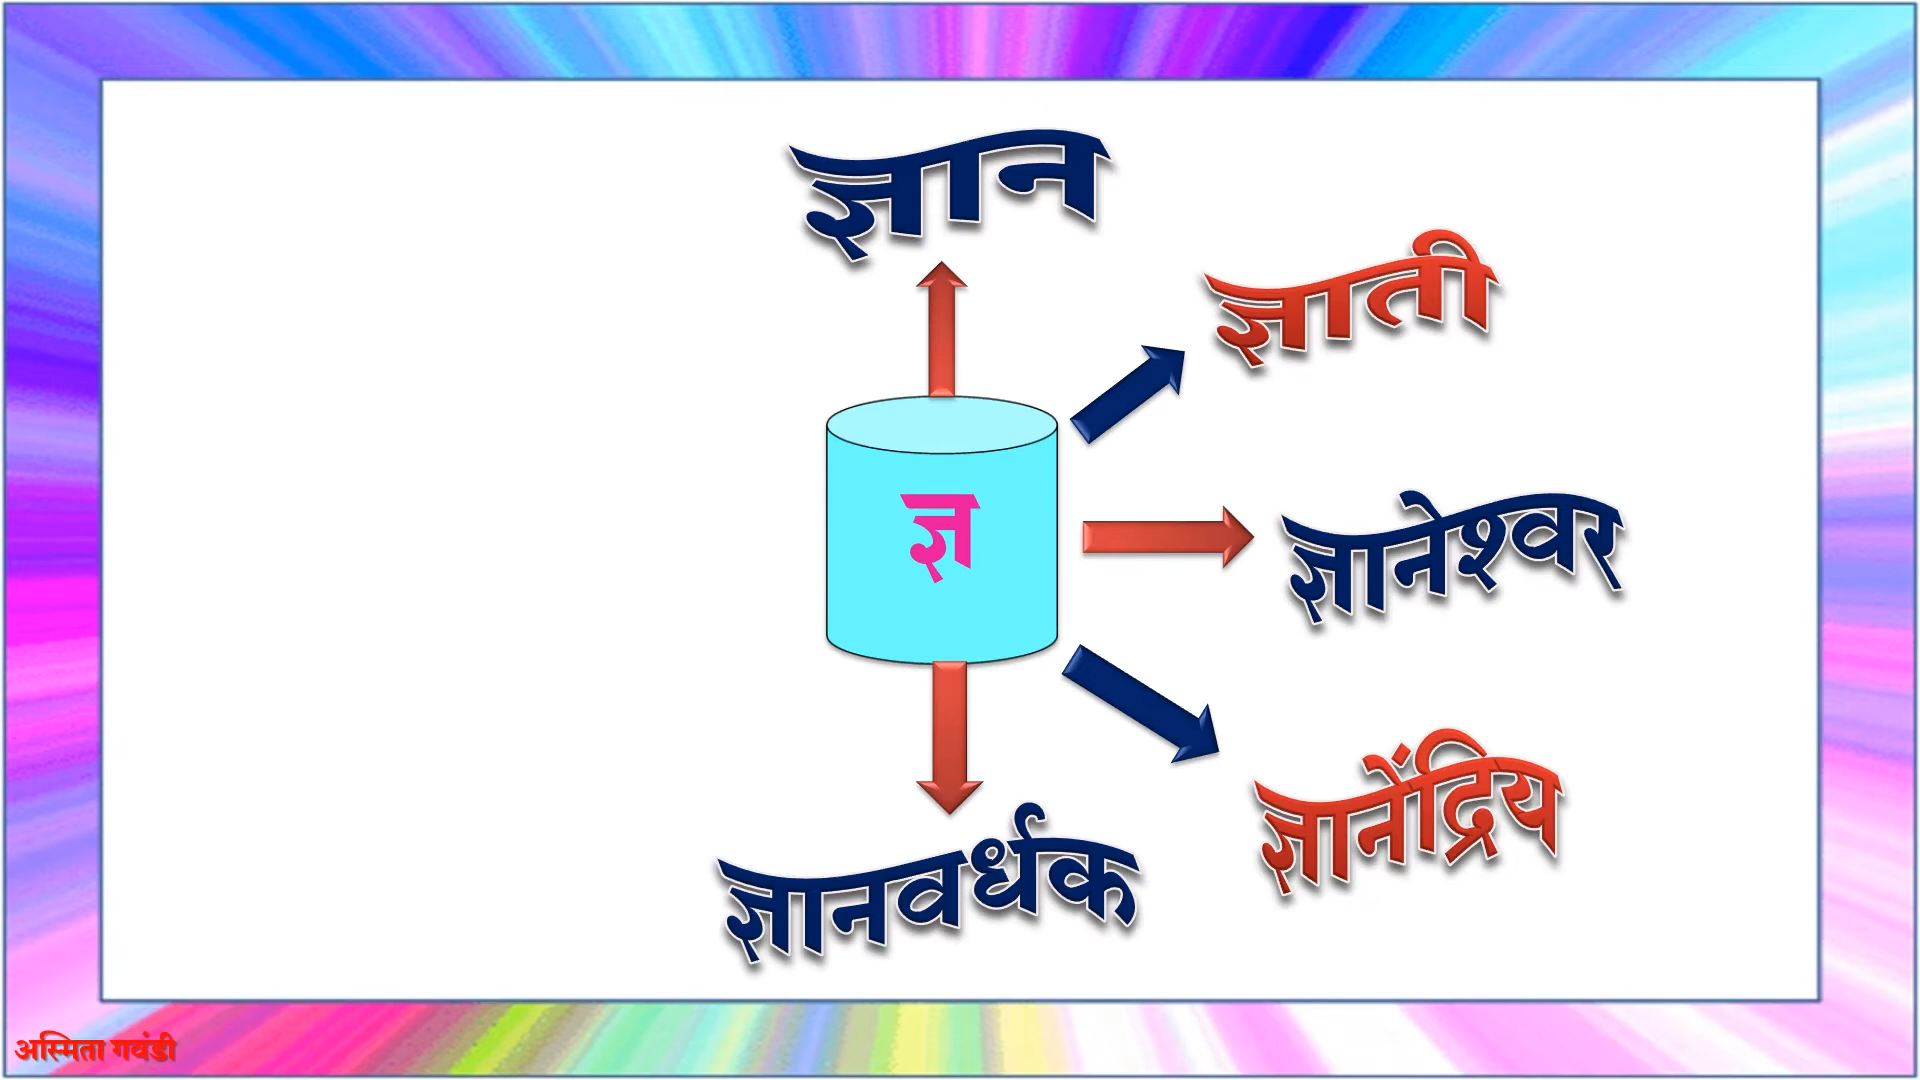 ज्ञान
ज्ञाती
ज्ञ
ज्ञानेश्वर
ज्ञानेंद्रिय
ज्ञानवर्धक
अस्मिता गवंडी